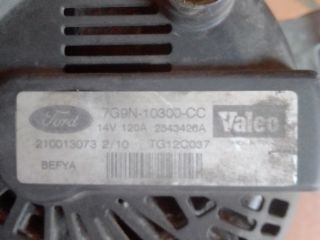 Ford
7G9N-10300-CC
14V 120A 2543426A
Valeo
210013073 2/10 TG12C037
BEFYA